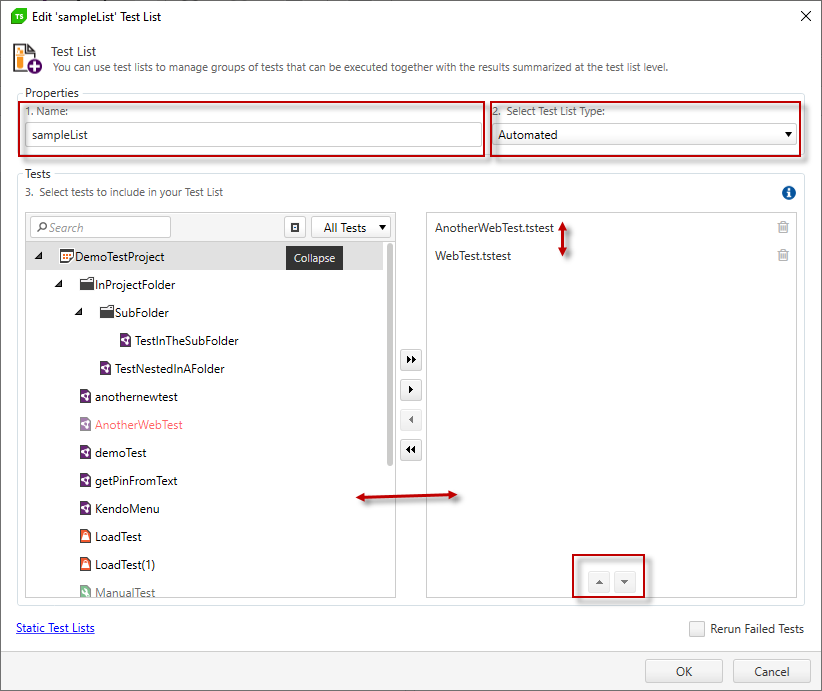 TS Edit 'sampleList' Test List
Test List
You can use test lists to manage groups of tests that can be executed together with the results summarized at the test list level.
Properties
1. Name:
2. Select Test List Type:
sampleList
Automated
Tests
3. Select tests to include in your Test List
Search
All Tests
DemoTestProject
Collapse
InProjectFolder
SubFolder
TestInTheSubFolder
TestNestedInAFolder
anothernewtest
AnotherWebTest
demoTest
getPinFromText
KendoMenu
LoadTest
LoadTest(1)
ManualTest
AnotherWebTest.tstest
WebTest.tstest
Static Test Lists
Rerun Failed Tests
OK
Cancel